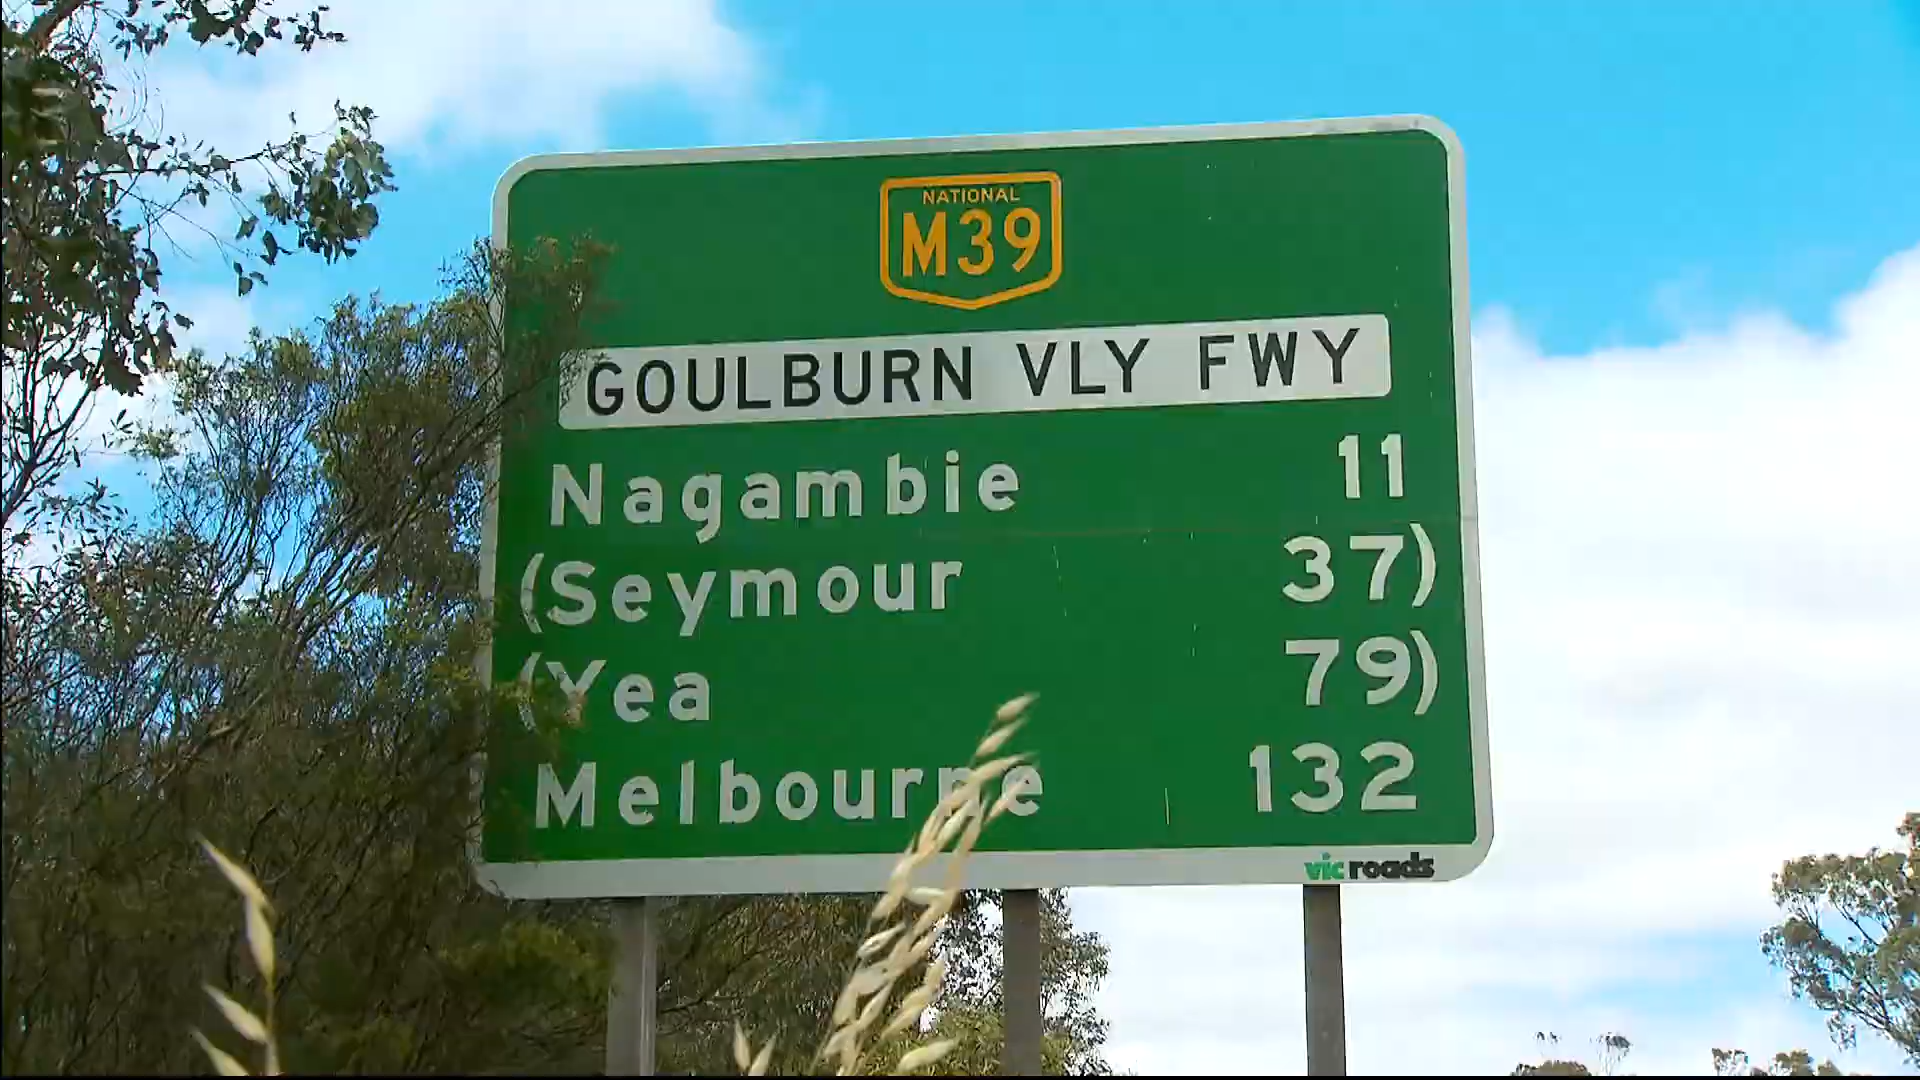 NATIONAL
M39
GOULBURN VLY FWY
Nagambie 11
(Seymour 37)
(Yea 79)
Melbourne 132
vicroads